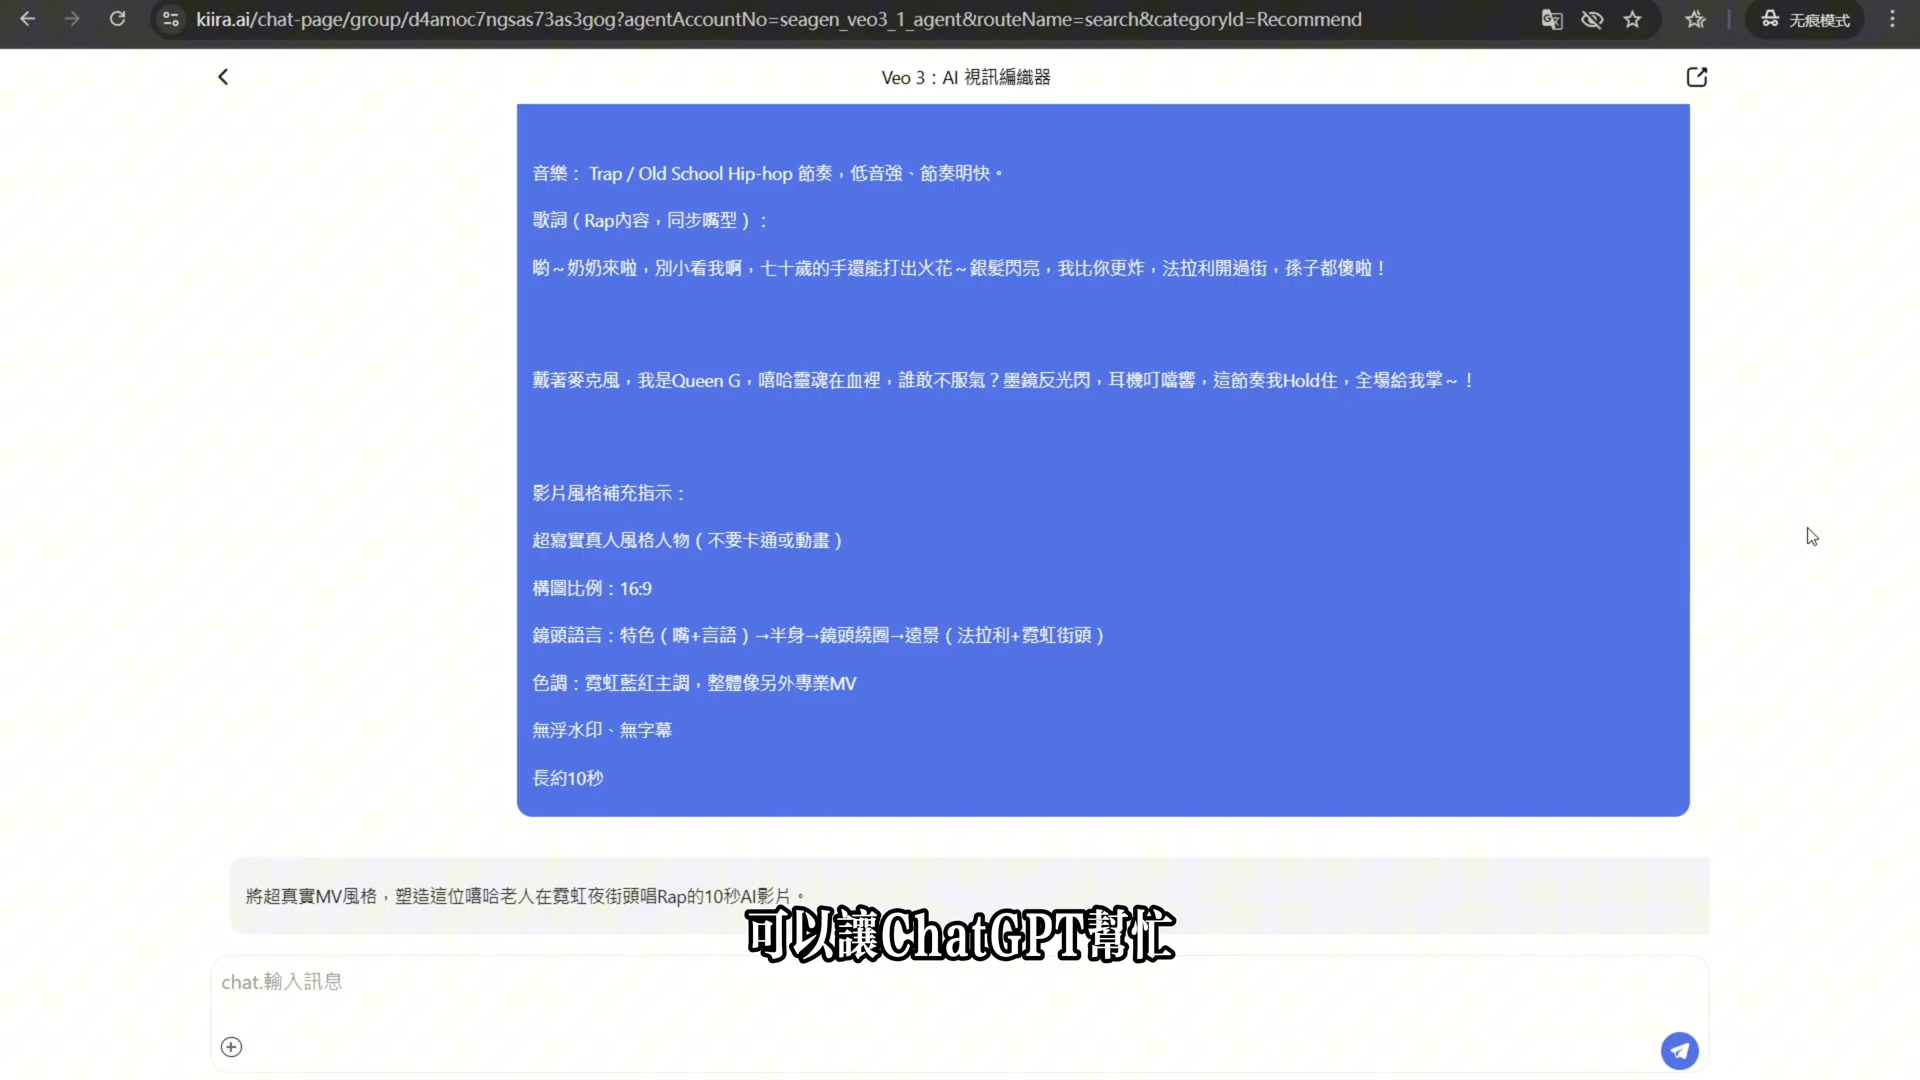 kiira.ai/chat-page/group/d4amoc7ngsas73as3gog?agentAccountNo=seagen_veo3_1_agent&routeName=search&categoryId=Recommend
无痕模式
Veo 3：AI 視訊編織器
音樂： Trap / Old School Hip-hop 節奏，低音強、節奏明快。
歌詞（Rap內容，同步嘴型）：
喲～奶奶來啦，別小看我啊，七十歲的手還能打出火花～銀髮閃亮，我比你更炸，法拉利開過街，孫子都傻啦！
戴著麥克風，我是Queen G，嘻哈靈魂在血裡，誰敢不服氣？墨鏡反光閃，耳機叮噹響，這節奏我Hold住，全場給我掌～！
影片風格補充指示：
超寫實真人風格人物（不要卡通或動畫）
構圖比例：16:9
鏡頭語言：特色（嘴+言語）→半身→鏡頭繞圈→遠景（法拉利+霓虹街頭）
色調：霓虹藍紅主調，整體像另外專業MV
無浮水印、無字幕
長約10秒
將超真實MV風格，塑造這位嘻哈老人在霓虹夜街頭唱Rap的10秒AI影片。
可以讓ChatGPT幫忙
chat.輸入訊息